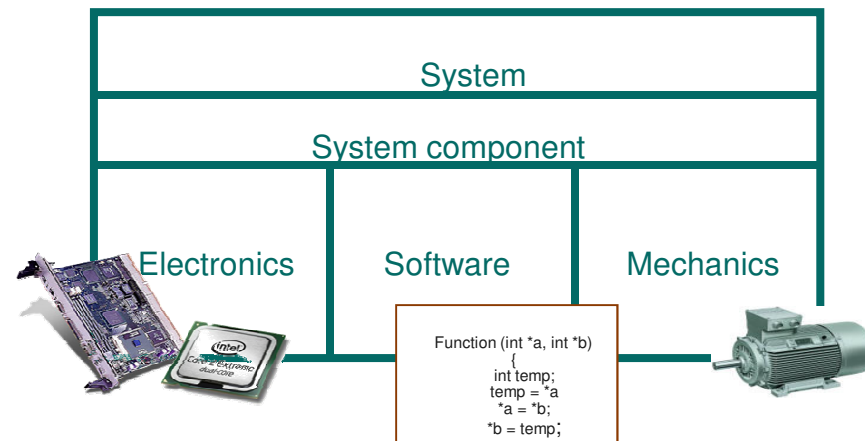 System
System component
Electronics
Software
Mechanics
Function (int *a, int *b)
{
int temp;
temp = *a
*a = *b;
*b = temp;
intel
Core 2 extreme
dual-core